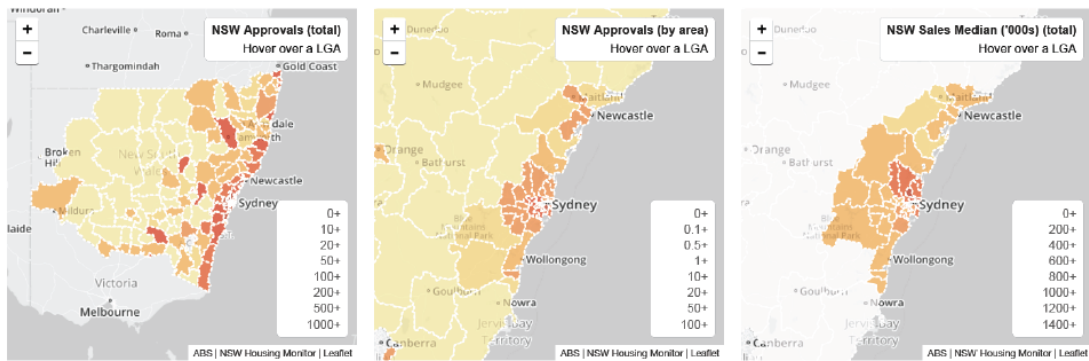 +
−
Charleville
Roma
NSW Approvals (total)
Hover over a LGA
Thargomindah
Gold Coast
Broken
Hill
New South
Wales
Newcastle
Sydney
Mildura
Victoria
Melbourne
0+
10+
20+
50+
100+
200+
500+
1000+
ABS | NSW Housing Monitor | Leaflet
+
−
Dunedoo
NSW Approvals (by area)
Hover over a LGA
Mudgee
Maitland
Newcastle
Orange
Bathurst
Sydney
National Park
Wollongong
Goulburn
Nowra
Jervis Bay
Territory
Canberra
0+
0.1+
0.5+
1+
10+
20+
50+
100+
ABS | NSW Housing Monitor | Leaflet
+
−
Dunedoo
NSW Sales Median ('000s) (total)
Hover over a LGA
Mudgee
Maitland
Newcastle
Orange
Bathurst
Sydney
National Park
Wollongong
Goulburn
Nowra
Jervis Bay
Territory
Canberra
0+
200+
400+
600+
800+
1000+
1200+
1400+
ABS | NSW Housing Monitor | Leaflet